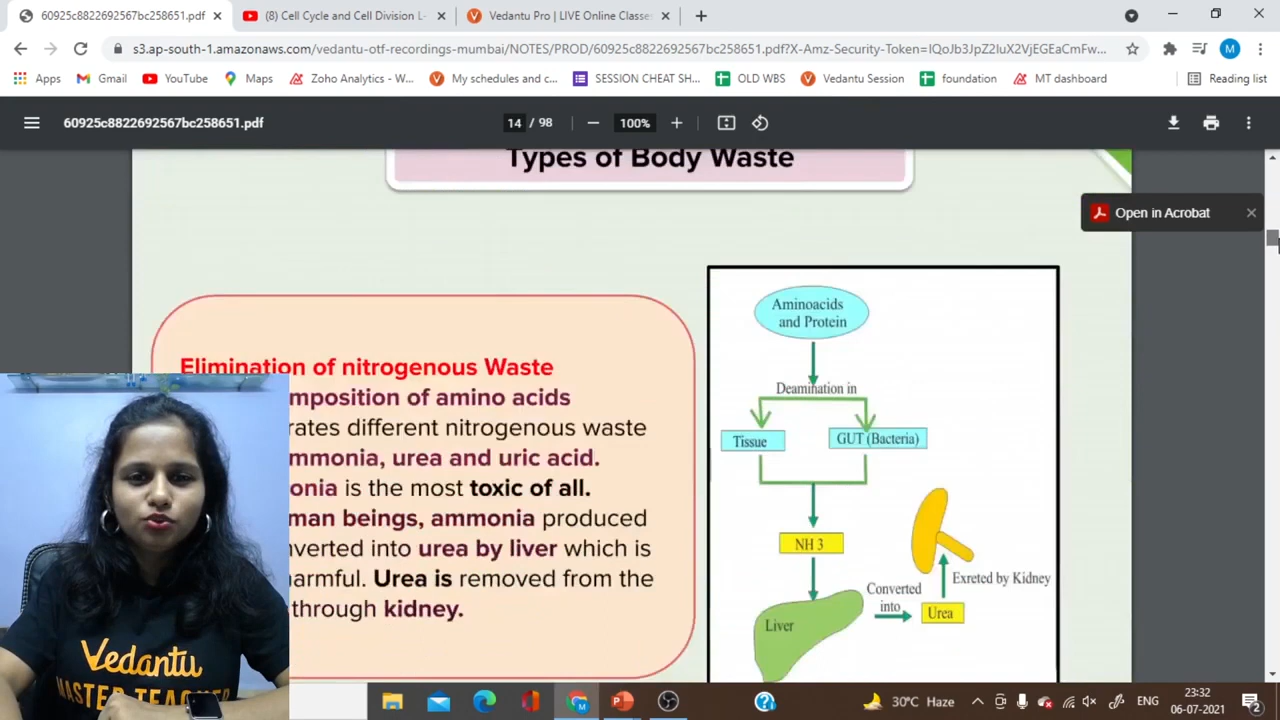 60925c8822692567bc258651.pdf
(8) Cell Cycle and Cell Division L-
Vedantu Pro | LIVE Online Classe
s3.ap-south-1.amazonaws.com/vedantu-otf-recordings-mumbai/NOTES/PROD/60925c8822692567bc258651.pdf?X-Amz-Security-Token=IQoJb3JpZ2luX2VjEGEaCmFw...
M
Apps
Gmail
YouTube
Maps
Zoho Analytics - W...
My schedules and c...
SESSION CHEAT SH...
OLD WBS
Vedantu Session
foundation
MT dashboard
Reading list
60925c8822692567bc258651.pdf
14 / 98
100%
Types of Body Waste
Open in Acrobat
Elimination of nitrogenous Waste
mposition of amino acids
rates different nitrogenous waste
mmonia, urea and uric acid.
onia is the most toxic of all.
man beings, ammonia produced
nverted into urea by liver which is
armful. Urea is removed from the
through kidney.
Aminoacids
and Protein
Deamination in
Tissue
GUT (Bacteria)
NH 3
Liver
Converted
into
Urea
Exreted by Kidney
Vedantu
MASTER TEACHER
30°C Haze
ENG
23:32
06-07-2021
2